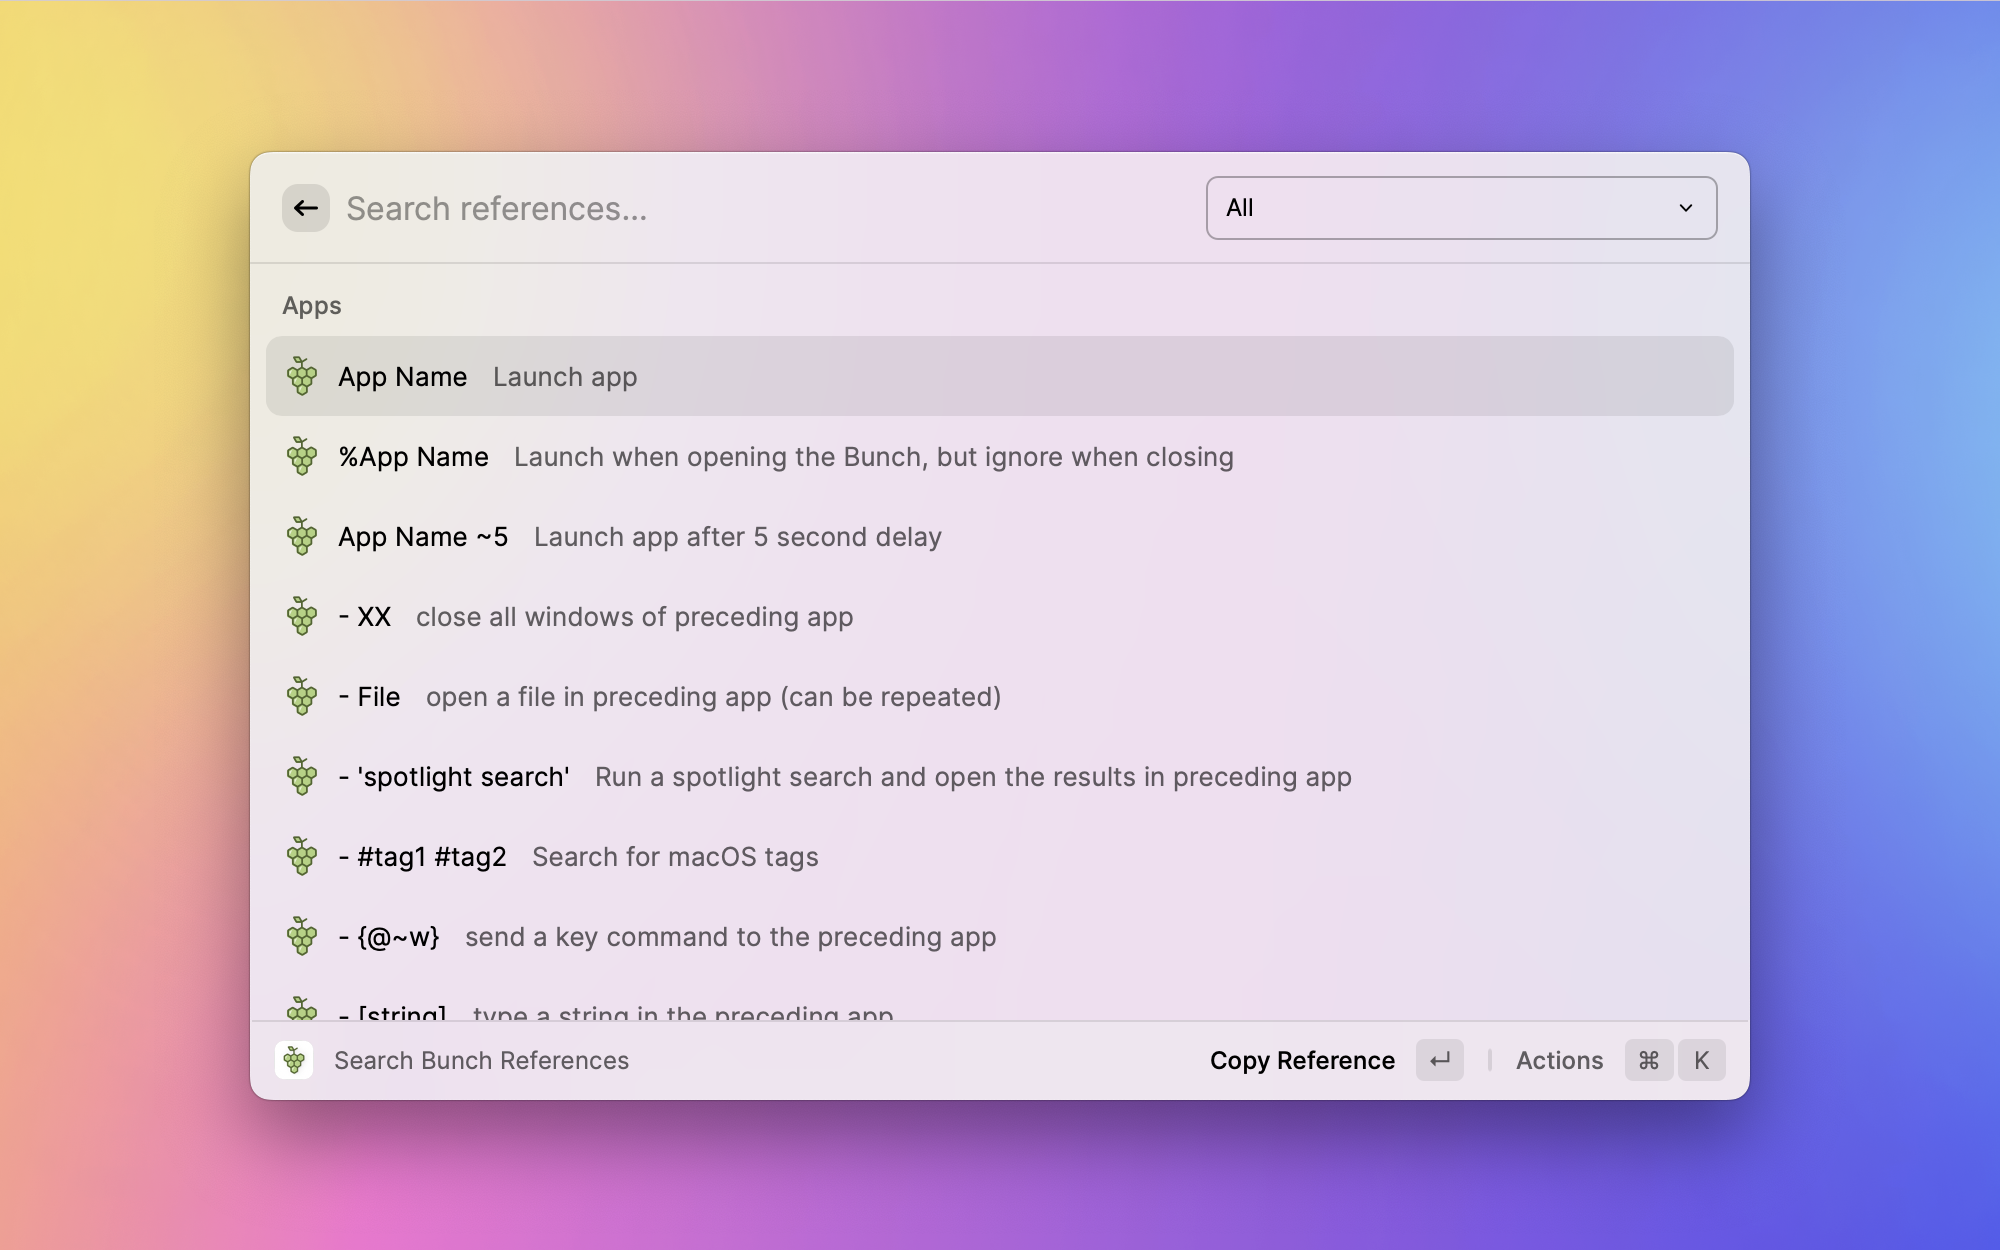 Search references...
All
Apps
App Name Launch app
%App Name Launch when opening the Bunch, but ignore when closing
App Name ~5 Launch app after 5 second delay
- XX close all windows of preceding app
- File open a file in preceding app (can be repeated)
- 'spotlight search' Run a spotlight search and open the results in preceding app
- #tag1 #tag2 Search for macOS tags
- {@~w} send a key command to the preceding app
- [string] type a string in the preceding app
Search Bunch References
Copy Reference ↵ | Actions ⌘ K